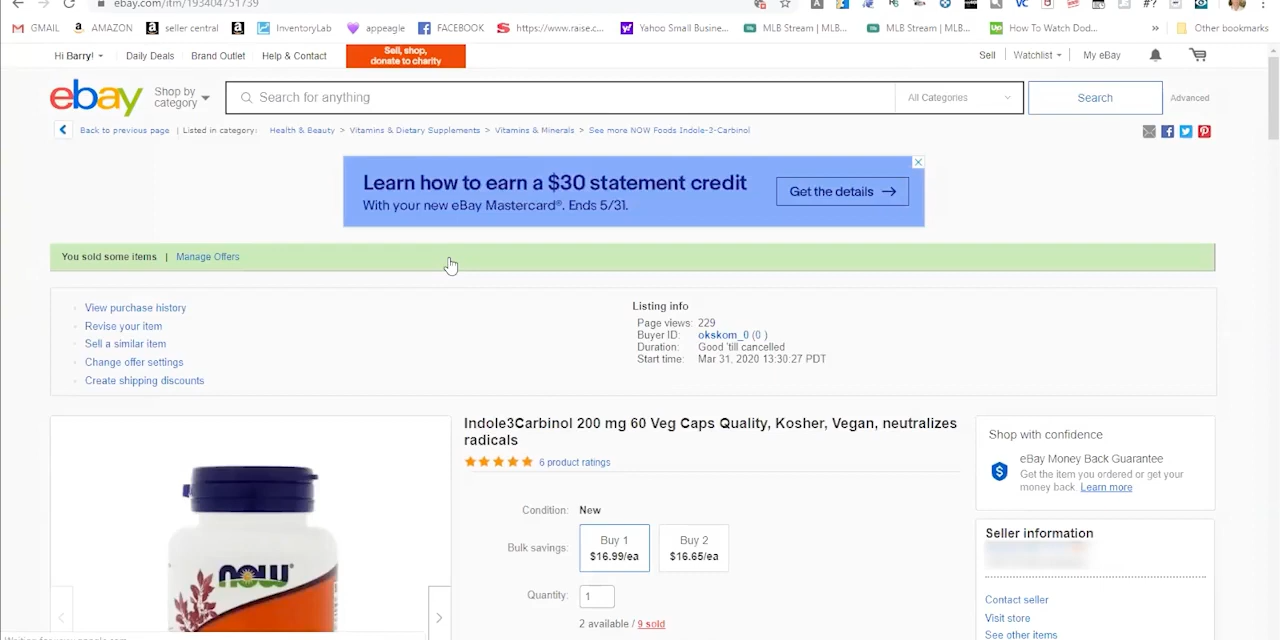 ebay.com/itm/193404751739
GMAIL AMAZON seller central InventoryLab appeagle FACEBOOK https://www.raise.c... Yahoo Small Busine... MLB Stream | MLB... MLB Stream | MLB... How To Watch Dod... » Other bookmarks
Hi Barry! Daily Deals Brand Outlet Help & Contact Sell, shop, donate to charity Sell Watchlist My eBay
ebay Shop by category Search for anything All Categories Search Advanced
Back to previous page | Listed in category: Health & Beauty > Vitamins & Dietary Supplements > Vitamins & Minerals > See more NOW Foods Indole-3-Carbinol
Learn how to earn a $30 statement credit
With your new eBay Mastercard®. Ends 5/31.
Get the details →
You sold some items | Manage Offers
View purchase history
Revise your item
Sell a similar item
Change offer settings
Create shipping discounts
Listing info
Page views: 229
Buyer ID: okskom_0 (0 )
Duration: Good 'till cancelled
Start time: Mar 31, 2020 13:30:27 PDT
now
Indole3Carbinol 200 mg 60 Veg Caps Quality, Kosher, Vegan, neutralizes
radicals
6 product ratings
Condition: New
Bulk savings: Buy 1 Buy 2
$16.99/ea $16.65/ea
Quantity: 1
2 available / 9 sold
Shop with confidence
eBay Money Back Guarantee
Get the item you ordered or get your
money back. Learn more
Seller information
Contact seller
Visit store
See other items